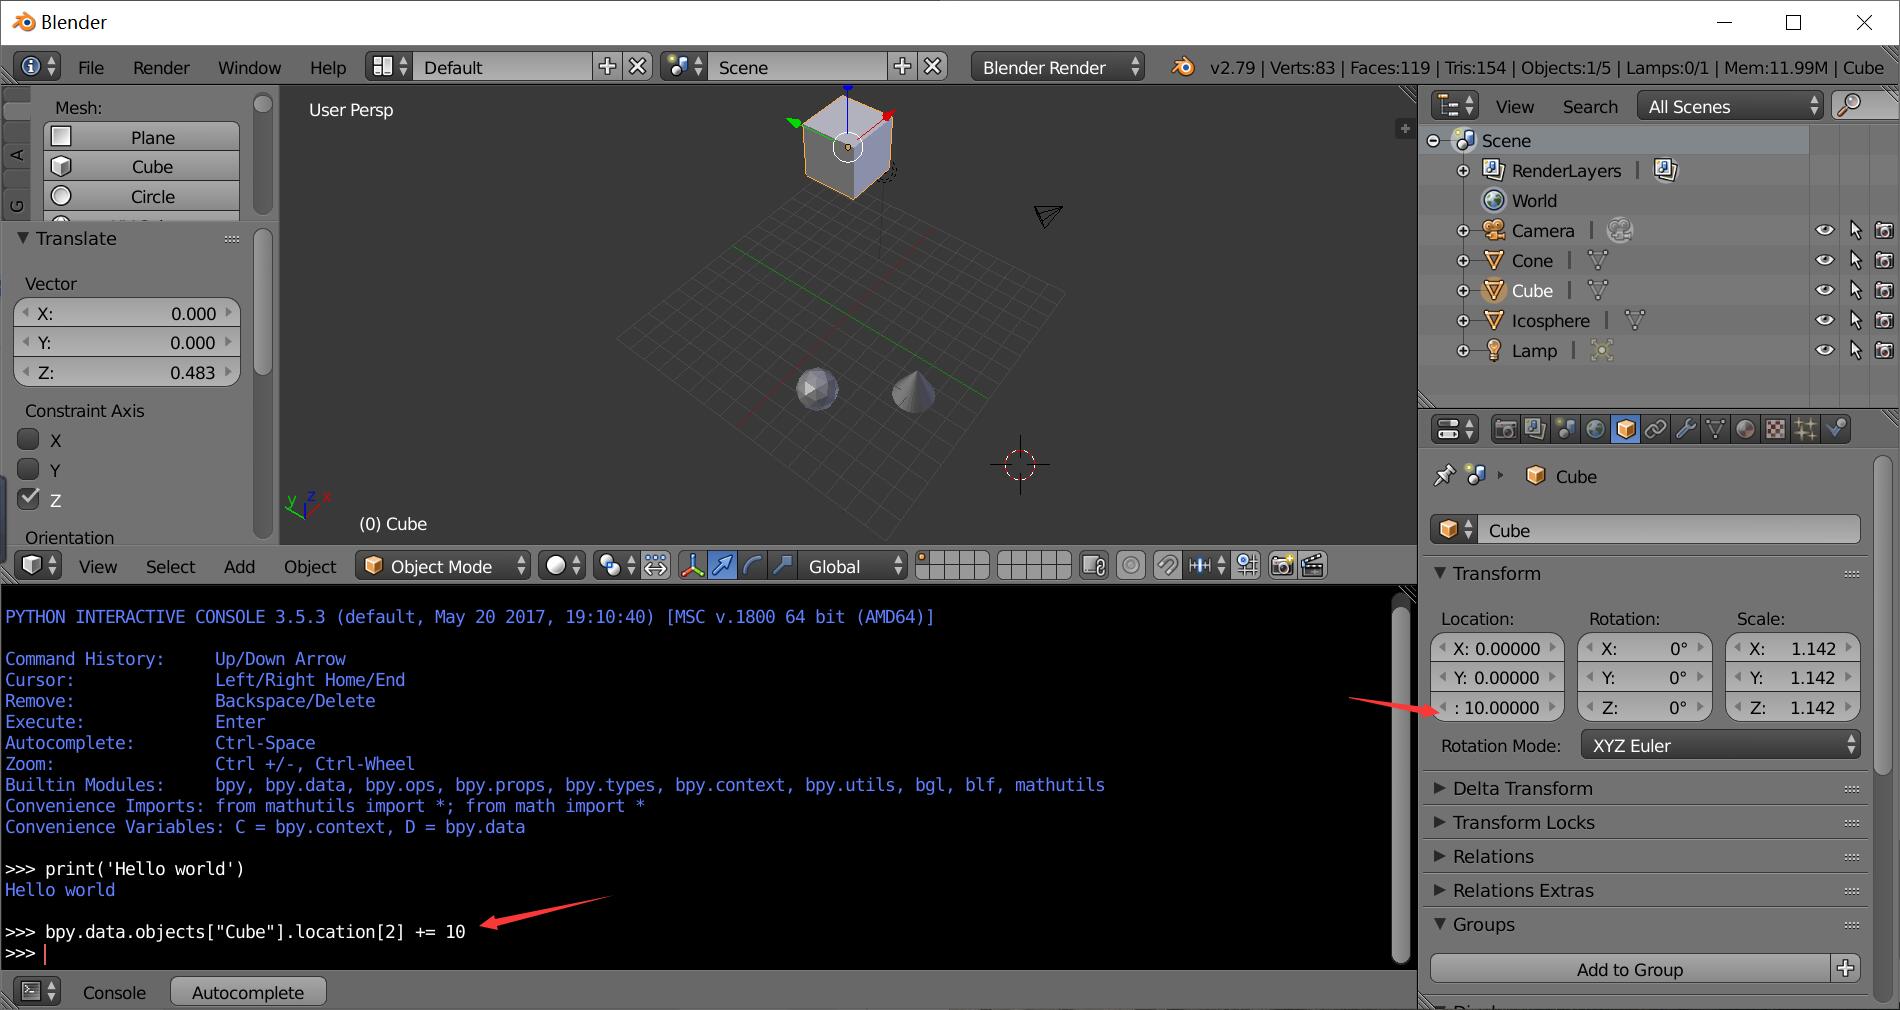 Blender
File Render Window Help Default Scene Blender Render v2.79 | Verts:83 | Faces:119 | Tris:154 | Objects:1/5 | Lamps:0/1 | Mem:11.99M | Cube
Mesh:
Plane
Cube
Circle
A
G
Translate
Vector
X: 0.000
Y: 0.000
Z: 0.483
Constraint Axis
X
Y
Z
Orientation
User Persp
y z x
(0) Cube
View Select Add Object Object Mode Global
PYTHON INTERACTIVE CONSOLE 3.5.3 (default, May 20 2017, 19:10:40) [MSC v.1800 64 bit (AMD64)]
Command History: Up/Down Arrow
Cursor: Left/Right Home/End
Remove: Backspace/Delete
Execute: Enter
Autocomplete: Ctrl-Space
Zoom: Ctrl +/-, Ctrl-Wheel
Builtin Modules: bpy, bpy.data, bpy.ops, bpy.props, bpy.types, bpy.context, bpy.utils, bgl, blf, mathutils
Convenience Imports: from mathutils import *; from math import *
Convenience Variables: C = bpy.context, D = bpy.data
>>> print('Hello world')
Hello world
>>> bpy.data.objects["Cube"].location[2] += 10
>>>
Console Autocomplete
View Search All Scenes
Scene
RenderLayers |
World
Camera |
Cone |
Cube |
Icosphere |
Lamp |
Cube
Cube
Transform
Location: Rotation: Scale:
X: 0.00000 X: 0° X: 1.142
Y: 0.00000 Y: 0° Y: 1.142
: 10.00000 Z: 0° Z: 1.142
Rotation Mode: XYZ Euler
Delta Transform
Transform Locks
Relations
Relations Extras
Groups
Add to Group